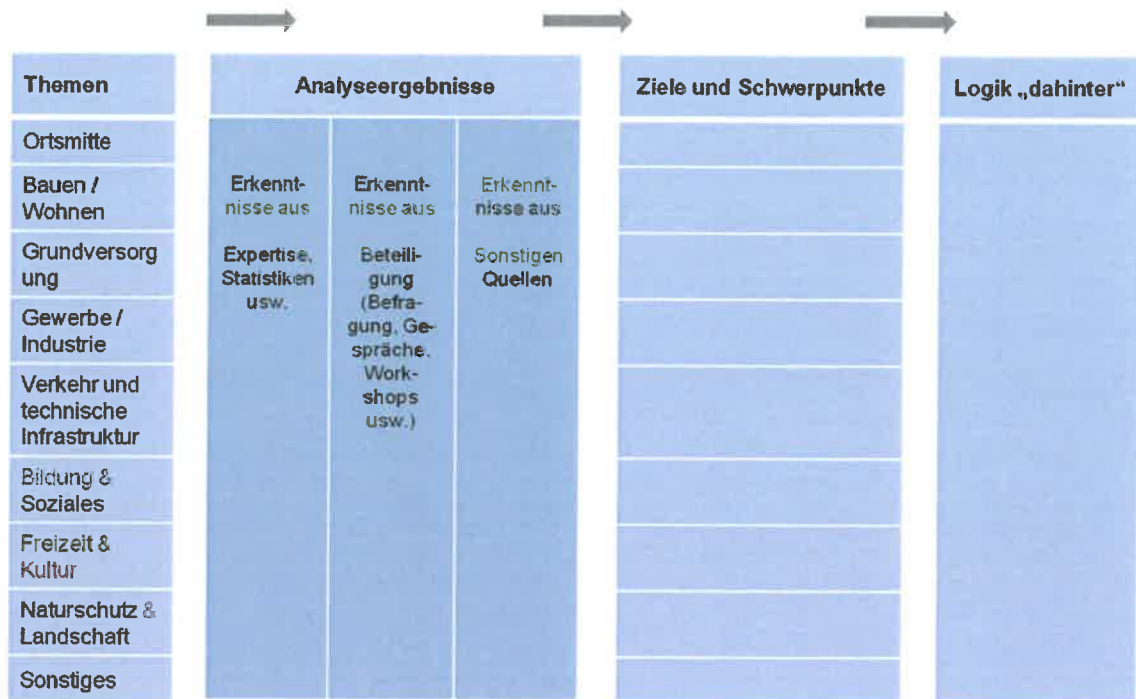 Themen
Analyseergebnisse
Ziele und Schwerpunkte
Logik „dahinter“
Ortsmitte
Bauen /
Wohnen
Grundversorg
ung
Gewerbe /
Industrie
Verkehr und
technische
Infrastruktur
Bildung &
Soziales
Freizeit &
Kultur
Naturschutz &
Landschaft
Sonstiges
Erkennt-
nisse aus
Expertise,
Statistiken
usw.
Erkennt-
nisse aus
Beteili-
gung
(Befra-
gung, Ge-
spräche,
Work-
shops
usw.)
Erkennt-
nisse aus
Sonstigen
Quellen